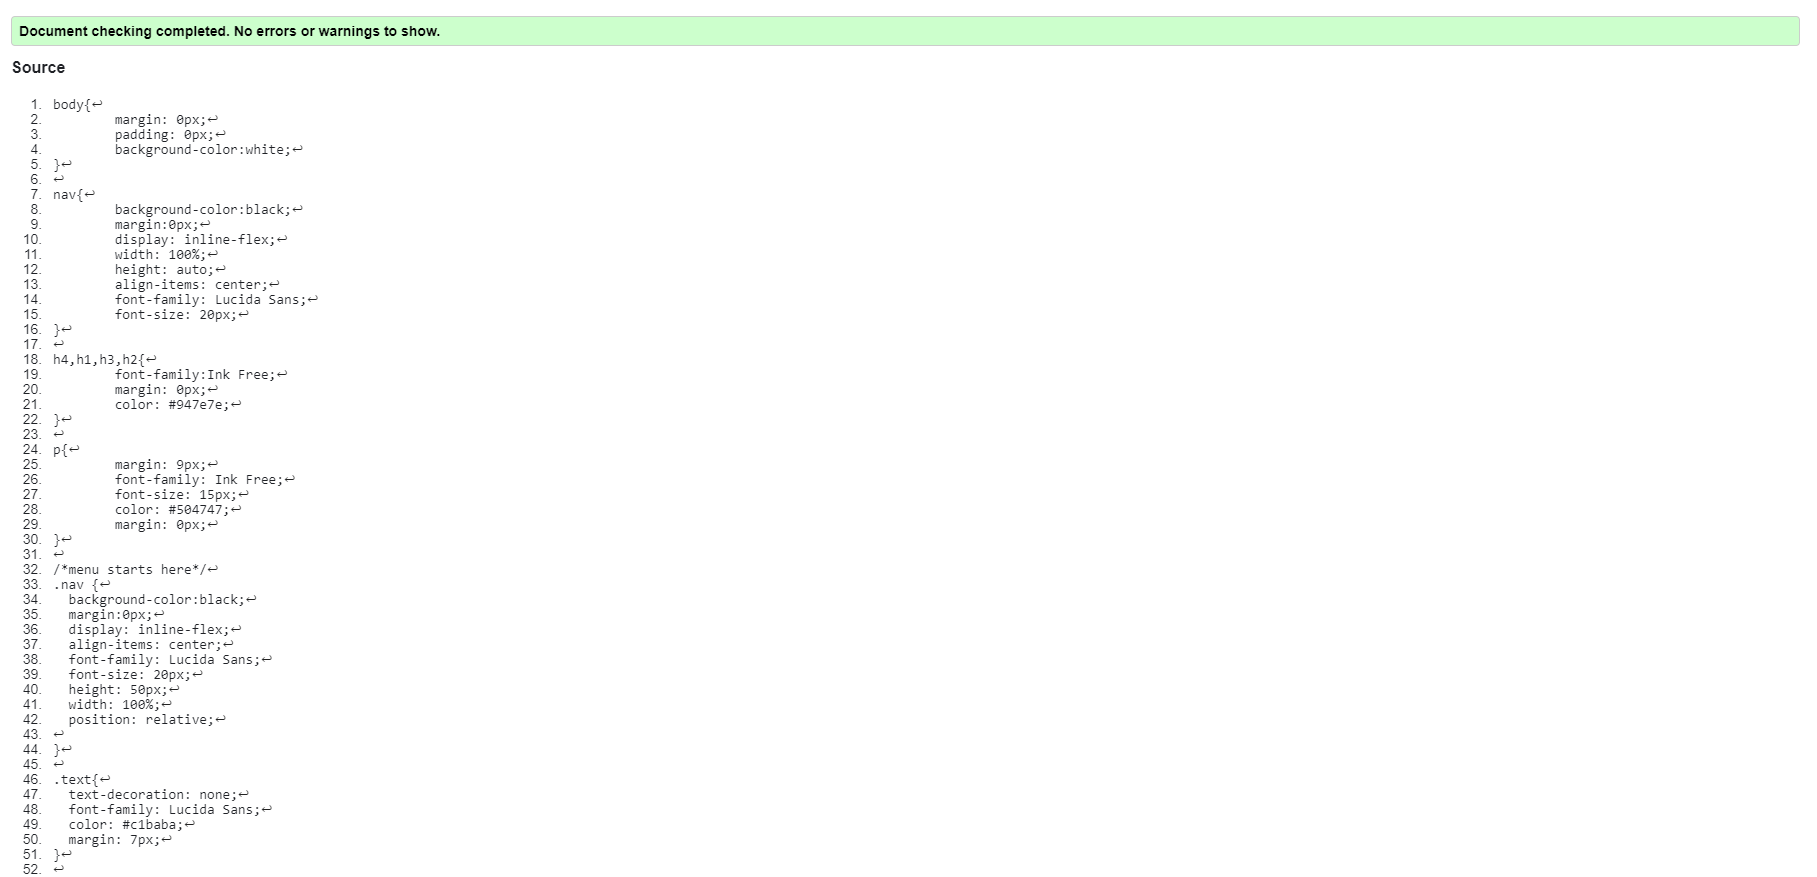 Document checking completed. No errors or warnings to show.
Source
1. body{↩
2. margin: 0px;↩
3. padding: 0px;↩
4. background-color:white;↩
5. }↩
6. ↩
7. nav{↩
8. background-color:black;↩
9. margin:0px;↩
10. display: inline-flex;↩
11. width: 100%;↩
12. height: auto;↩
13. align-items: center;↩
14. font-family: Lucida Sans;↩
15. font-size: 20px;↩
16. }↩
17. ↩
18. h4,h1,h3,h2{↩
19. font-family:Ink Free;↩
20. margin: 0px;↩
21. color: #947e7e;↩
22. }↩
23. ↩
24. p{↩
25. margin: 9px;↩
26. font-family: Ink Free;↩
27. font-size: 15px;↩
28. color: #504747;↩
29. margin: 0px;↩
30. }↩
31. ↩
32. /*menu starts here*/↩
33. .nav {↩
34. background-color:black;↩
35. margin:0px;↩
36. display: inline-flex;↩
37. align-items: center;↩
38. font-family: Lucida Sans;↩
39. font-size: 20px;↩
40. height: 50px;↩
41. width: 100%;↩
42. position: relative;↩
43. ↩
44. }↩
45. ↩
46. .text{↩
47. text-decoration: none;↩
48. font-family: Lucida Sans;↩
49. color: #c1baba;↩
50. margin: 7px;↩
51. }↩
52. ↩